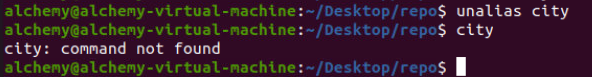 alchemy@alchemy-virtual-machine:~/Desktop/repo$ unalias city
alchemy@alchemy-virtual-machine:~/Desktop/repo$ city
city: command not found
alchemy@alchemy-virtual-machine:~/Desktop/repo$